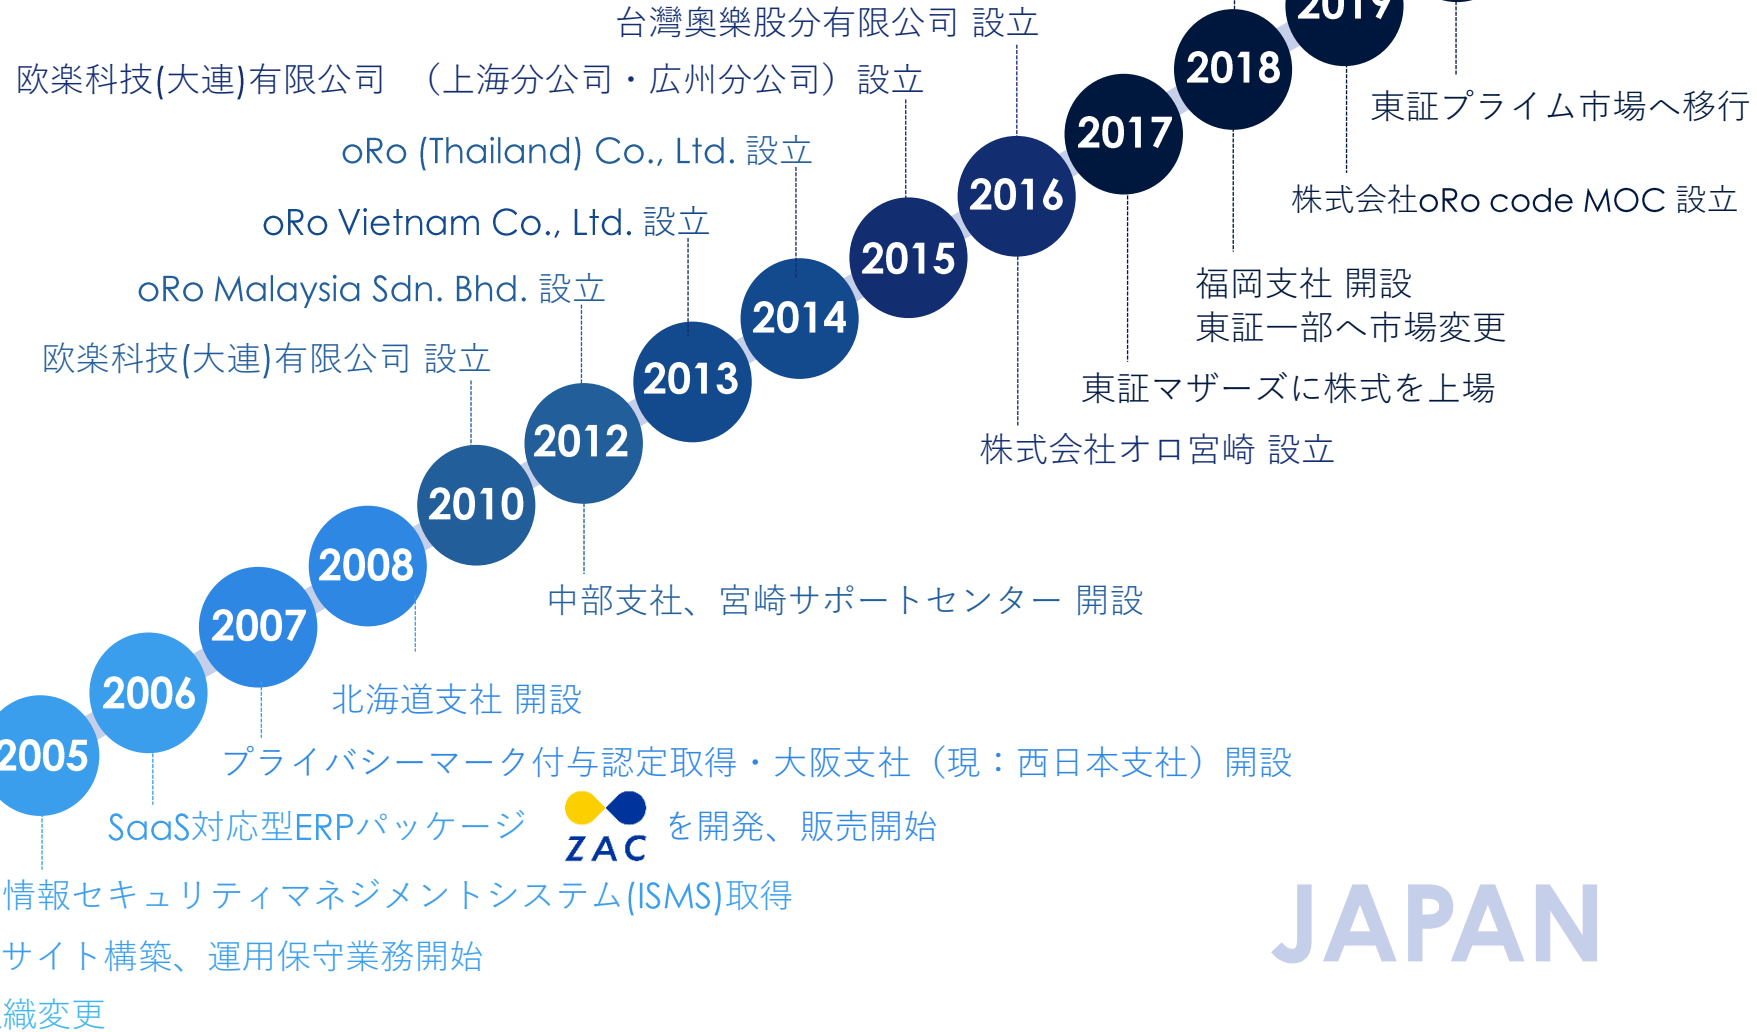 台灣奧樂股分有限公司 設立
2019
欧楽科技(大連)有限公司 （上海分公司・広州分公司）設立
2018
東証プライム市場へ移行
2017
oRo (Thailand) Co., Ltd. 設立
2016
株式会社oRo code MOC 設立
oRo Vietnam Co., Ltd. 設立
2015
oRo Malaysia Sdn. Bhd. 設立
福岡支社 開設
2014
東証一部へ市場変更
欧楽科技(大連)有限公司 設立
2013
東証マザーズに株式を上場
2012
株式会社オロ宮崎 設立
2010
2008
中部支社、宮崎サポートセンター 開設
2007
2006
北海道支社 開設
2005
プライバシーマーク付与認定取得・大阪支社（現：西日本支社）開設
SaaS対応型ERPパッケージ ZAC を開発、販売開始
情報セキュリティマネジメントシステム(ISMS)取得
JAPAN
サイト構築、運用保守業務開始
織変更